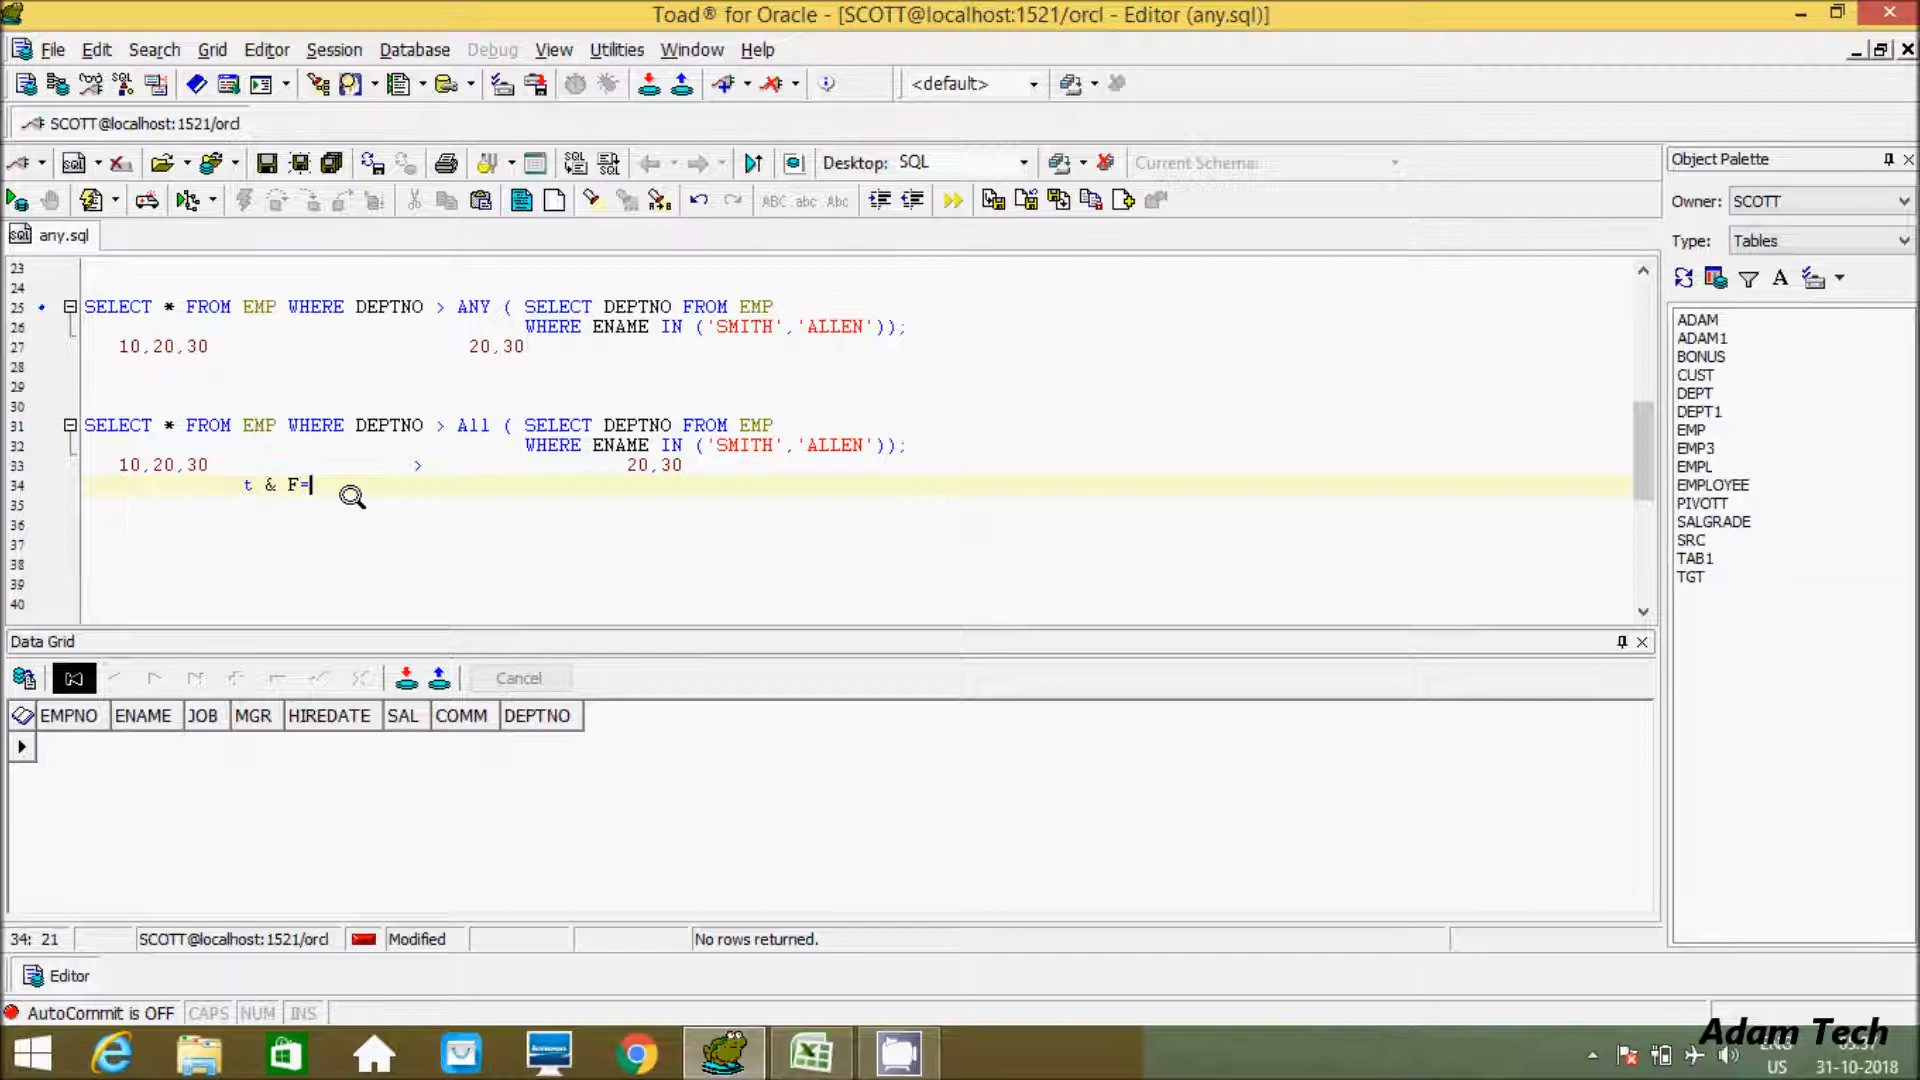 Toad® for Oracle - [SCOTT@localhost:1521/orcl - Editor (any.sql)]
File Edit Search Grid Editor Session Database Debug View Utilities Window Help
<default>
SCOTT@localhost:1521/orcl
Desktop: SQL Current Schema:
Object Palette
Owner: SCOTT
Type: Tables
any.sql
23
24
25 SELECT * FROM EMP WHERE DEPTNO > ANY ( SELECT DEPTNO FROM EMP
26 WHERE ENAME IN ('SMITH','ALLEN'));
27 10,20,30 20,30
28
29
30
31 SELECT * FROM EMP WHERE DEPTNO > All ( SELECT DEPTNO FROM EMP
32 WHERE ENAME IN ('SMITH','ALLEN'));
33 10,20,30 > 20,30
34 t & F=
35
36
37
38
39
40
ADAM
ADAM1
BONUS
CUST
DEPT
DEPT1
EMP
EMP3
EMPL
EMPLOYEE
PIVOTT
SALGRADE
SRC
TAB1
TGT
Data Grid
Cancel
EMPNO ENAME JOB MGR HIREDATE SAL COMM DEPTNO
34: 21 SCOTT@localhost:1521/orcl Modified No rows returned.
Editor
AutoCommit is OFF CAPS NUM INS
Adam Tech
US 31-10-2018